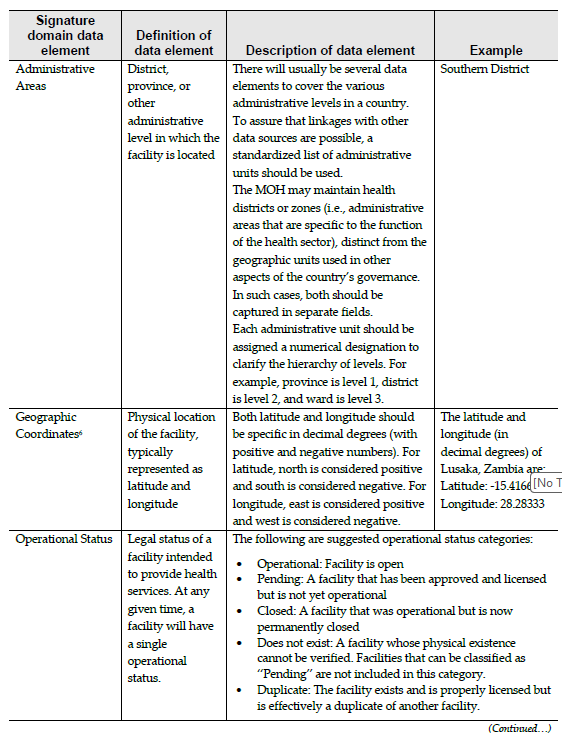 Signature
domain data
element
Definition of
data element
Description of data element
Example
Administrative
Areas
District,
province, or
other
administrative
level in which the
facility is located
There will usually be several data
elements to cover the various
administrative levels in a country.
To assure that linkages with other
data sources are possible, a
standardized list of administrative
units should be used.
The MOH may maintain health
districts or zones (i.e., administrative
areas that are specific to the function
of the health sector), distinct from the
geographic units used in other
aspects of the country's governance.
In such cases, both should be
captured in separate fields.
Each administrative unit should be
assigned a numerical designation to
clarify the hierarchy of levels. For
example, province is level 1, district
is level 2, and ward is level 3.
Southern District
Geographic
Coordinates⁶
Physical location
of the facility,
typically
represented as
latitude and
longitude
Both latitude and longitude should
be specific in decimal degrees (with
positive and negative numbers). For
latitude, north is considered positive
and south is considered negative. For
longitude, east is considered positive
and west is considered negative.
The latitude and
longitude (in
decimal degrees) of
Lusaka, Zambia are:
Latitude: -15.4166
[No T
Longitude: 28.28333
Operational Status
Legal status of a
facility intended
to provide health
services. At any
given time, a
facility will have
a single
operational
status.
The following are suggested operational status categories:
• Operational: Facility is open
• Pending: A facility that has been approved and licensed
but is not yet operational
• Closed: A facility that was operational but is now
permanently closed
• Does not exist: A facility whose physical existence
cannot be verified. Facilities that can be classified as
"Pending" are not included in this category.
• Duplicate: The facility exists and is properly licensed but
is effectively a duplicate of another facility.
(Continued…)